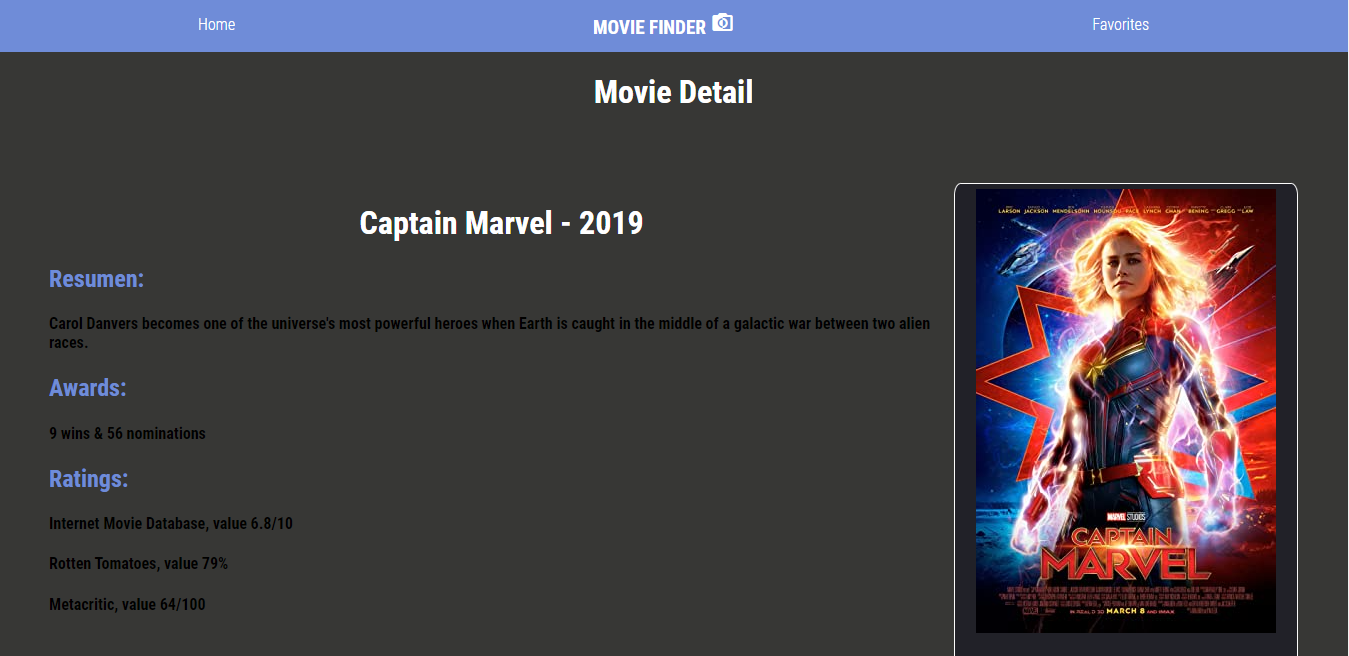 Home
MOVIE FINDER
Favorites
Movie Detail
Captain Marvel - 2019
Resumen:
Carol Danvers becomes one of the universe's most powerful heroes when Earth is caught in the middle of a galactic war between two alien
races.
Awards:
9 wins & 56 nominations
Ratings:
Internet Movie Database, value 6.8/10
Rotten Tomatoes, value 79%
Metacritic, value 64/100
LARSON JACKSON MENDELSOHN HOUNSOU PACE LYNCH CHAN BENING GREGG LAW
MARVEL STUDIOS
CAPTAIN
MARVEL
IN REAL D 3D MARCH 8 AND IMAX